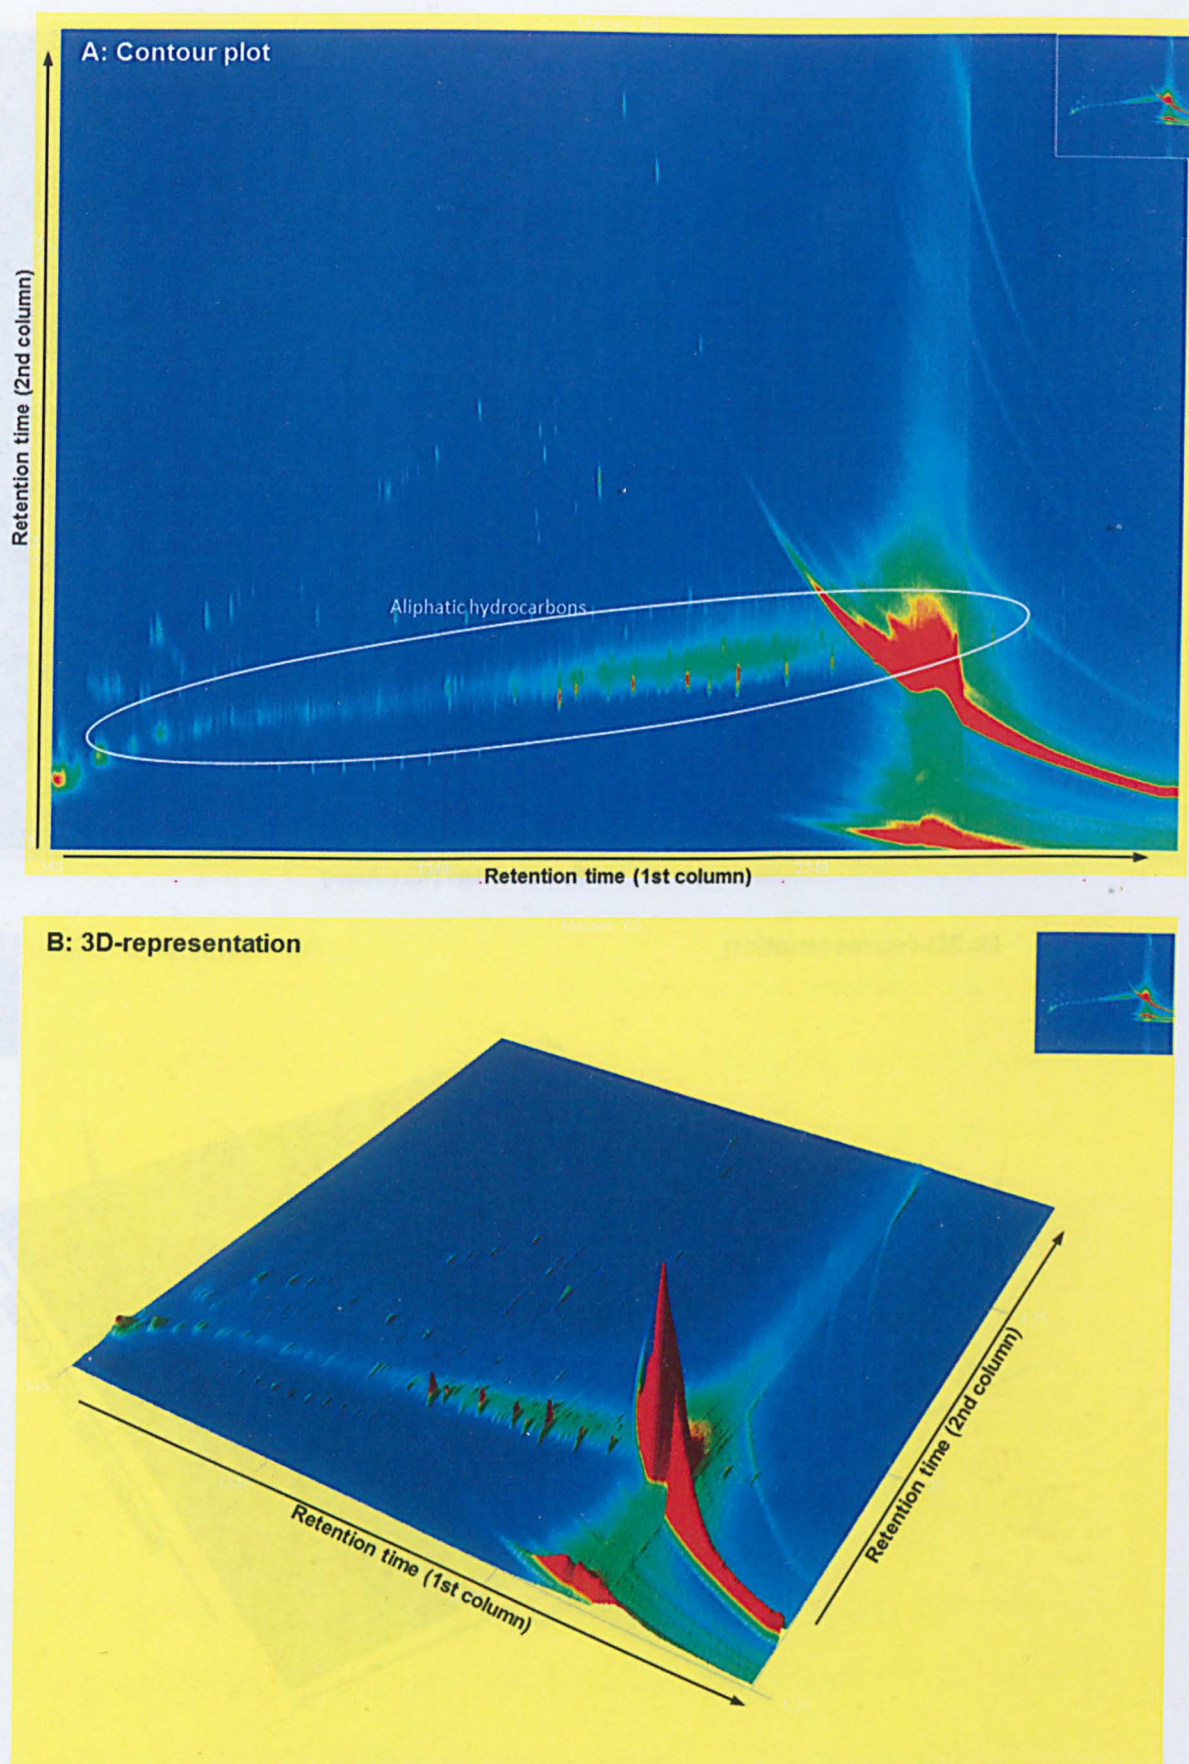 A: Contour plot
Retention time (2nd column)
Aliphatic hydrocarbons
Retention time (1st column)
B: 3D-representation
Retention time (2nd column)
Retention time (1st column)